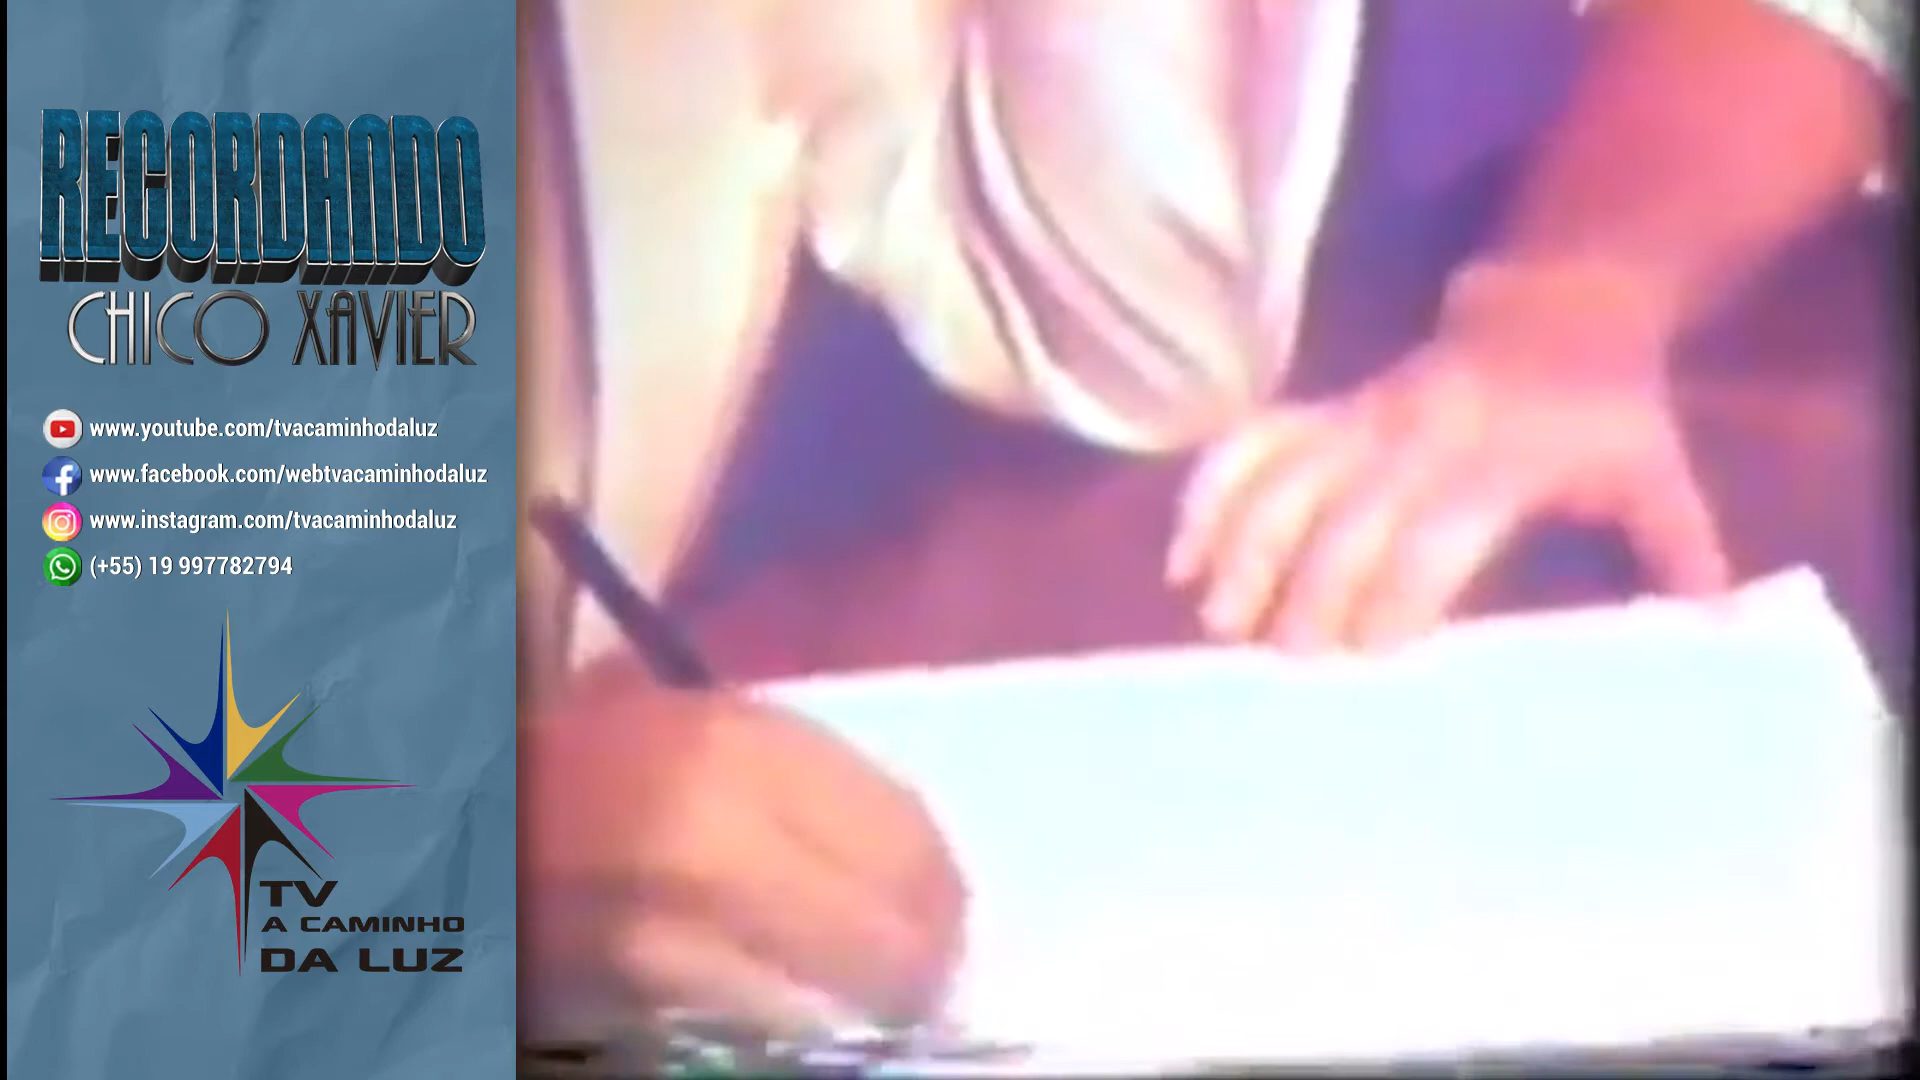 RECORDANDO
CHICO XAVIER
www.youtube.com/tvacaminhodaluz
www.facebook.com/webtvacaminhodaluz
www.instagram.com/tvacaminhodaluz
(+55) 19 997782794
TV
A CAMINHO
DA LUZ